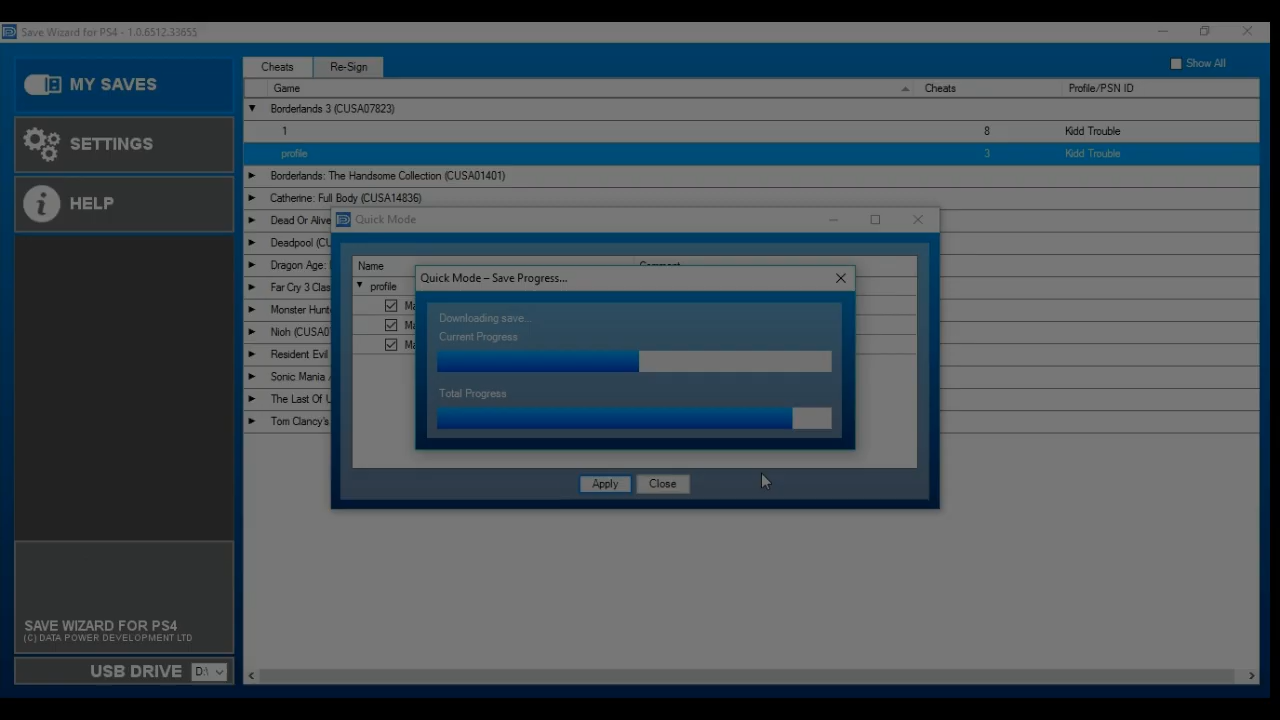 Save Wizard for PS4 - 1.0.6512.33655
MY SAVES
SETTINGS
HELP
SAVE WIZARD FOR PS4
(C) DATA POWER DEVELOPMENT LTD
USB DRIVE D:\
Cheats Re-Sign
Show All
Game Cheats Profile/PSN ID
Borderlands 3 (CUSA07823)
1 8 Kidd Trouble
profile 3 Kidd Trouble
Borderlands: The Handsome Collection (CUSA01401)
Catherine: Full Body (CUSA14836)
Dead Or Alive
Deadpool (CU
Dragon Age:
Far Cry 3 Clas
Monster Hunt
Nioh (CUSA0
Resident Evil
Sonic Mania
The Last Of U
Tom Clancy's
Quick Mode
Name Comment
profile
Ma
Ma
Ma
Quick Mode – Save Progress...
Downloading save...
Current Progress
Total Progress
Apply Close